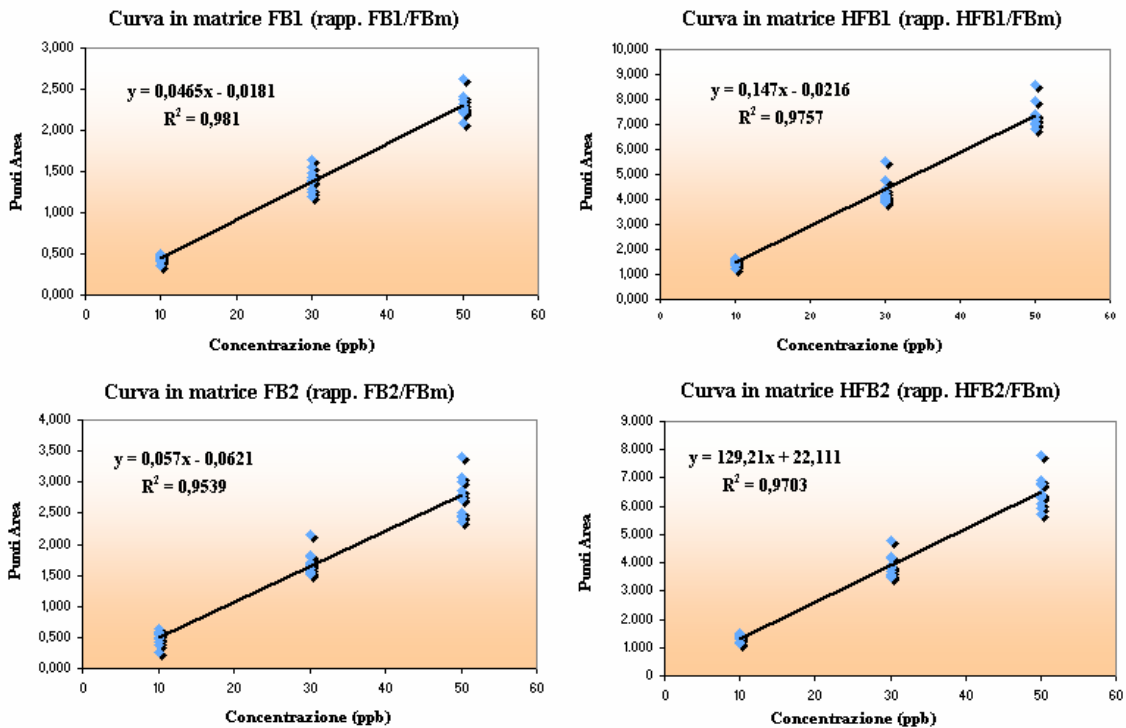 Curva in matrice FB1 (rapp. FB1/FBm)
3,000
2,500
2,000
1,500
1,000
0,500
0,000
Punti Area
y = 0,0465x - 0,0181
R² = 0,981
0 10 20 30 40 50 60
Concentrazione (ppb)
Curva in matrice HFB1 (rapp. HFB1/FBm)
10,000
9,000
8,000
7,000
6,000
5,000
4,000
3,000
2,000
1,000
0,000
Punti Area
y = 0,147x - 0,0216
R² = 0,9757
0 10 20 30 40 50 60
Concentrazione (ppb)
Curva in matrice FB2 (rapp. FB2/FBm)
4,000
3,500
3,000
2,500
2,000
1,500
1,000
0,500
0,000
Punti Area
y = 0,057x - 0,0621
R² = 0,9539
0 10 20 30 40 50 60
Concentrazione (ppb)
Curva in matrice HFB2 (rapp. HFB2/FBm)
9.000
8.000
7.000
6.000
5.000
4.000
3.000
2.000
1.000
0
Punti Area
y = 129,21x + 22,111
R² = 0,9703
0 10 20 30 40 50 60
Concentrazione (ppb)